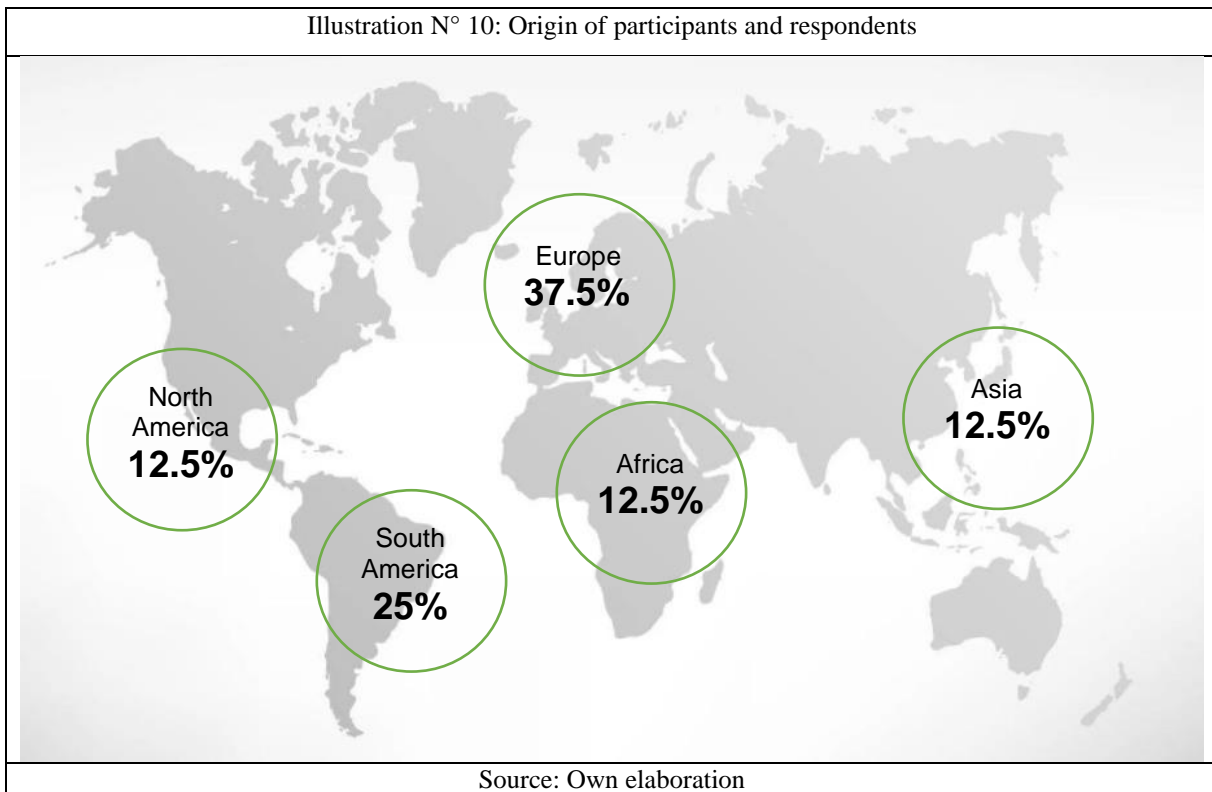 Illustration N° 10: Origin of participants and respondents
Europe
37.5%
North
America
12.5%
Asia
12.5%
Africa
12.5%
South
America
25%
Source: Own elaboration